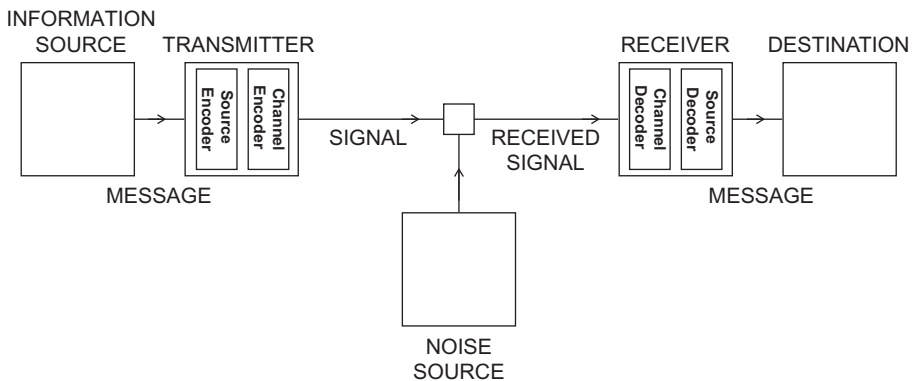 INFORMATION
SOURCE
TRANSMITTER
RECEIVER
DESTINATION
Source
Encoder
Channel
Encoder
Channel
Decoder
Source
Decoder
SIGNAL
RECEIVED
SIGNAL
MESSAGE
MESSAGE
NOISE
SOURCE